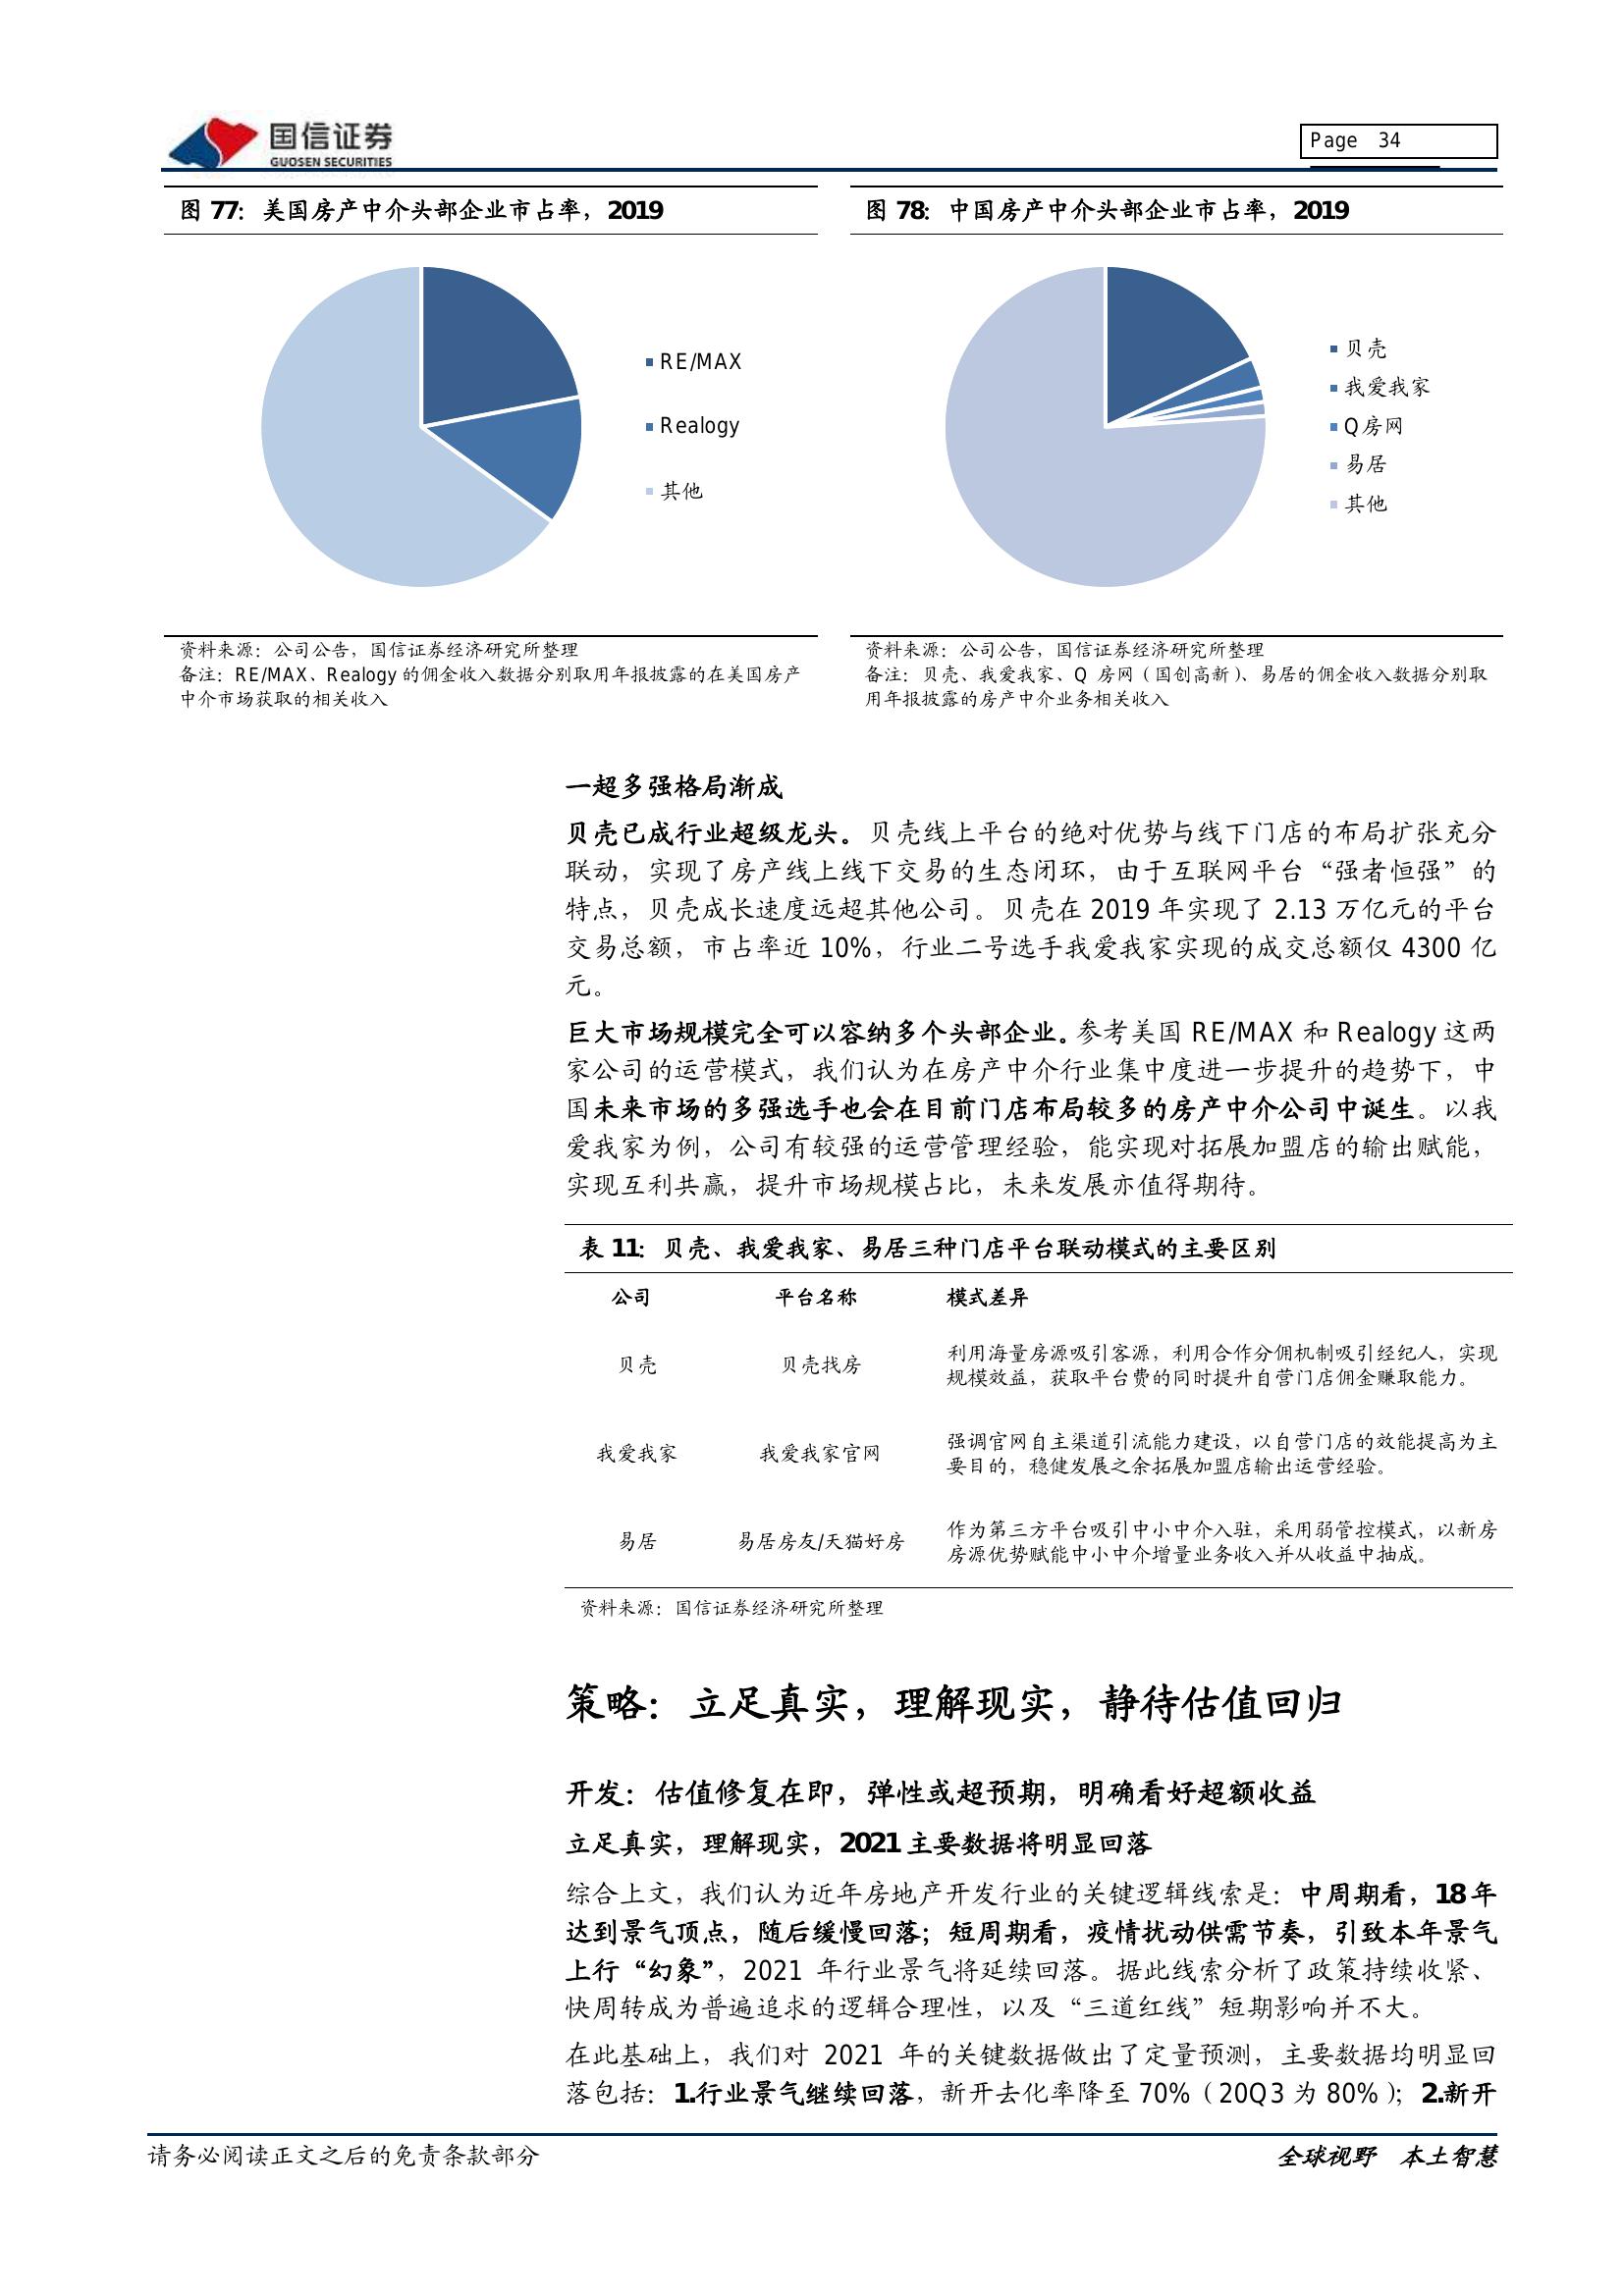 国信证券
GUOSEN SECURITIES
Page 34
图 77：美国房产中介头部企业市占率，2019
RE/MAX
Realogy
其他
资料来源：公司公告，国信证券经济研究所整理
备注：RE/MAX、Realogy 的佣金收入数据分别取用年报披露的在美国房产
中介市场获取的相关收入
图 78：中国房产中介头部企业市占率，2019
贝壳
我爱我家
Q房网
易居
其他
资料来源：公司公告，国信证券经济研究所整理
备注：贝壳、我爱我家、Q 房网（国创高新）、易居的佣金收入数据分别取
用年报披露的房产中介业务相关收入
一超多强格局渐成
贝壳已成行业超级龙头。贝壳线上平台的绝对优势与线下门店的布局扩张充分
联动，实现了房产线上线下交易的生态闭环，由于互联网平台“强者恒强”的
特点，贝壳成长速度远超其他公司。贝壳在 2019 年实现了 2.13 万亿元的平台
交易总额，市占率近 10%，行业二号选手我爱我家实现的成交总额仅 4300 亿
元。
巨大市场规模完全可以容纳多个头部企业。参考美国 RE/MAX 和 Realogy 这两
家公司的运营模式，我们认为在房产中介行业集中度进一步提升的趋势下，中
国未来市场的多强选手也会在目前门店布局较多的房产中介公司中诞生。以我
爱我家为例，公司有较强的运营管理经验，能实现对拓展加盟店的输出赋能，
实现互利共赢，提升市场规模占比，未来发展亦值得期待。
表 11：贝壳、我爱我家、易居三种门店平台联动模式的主要区别
公司 平台名称 模式差异
贝壳 贝壳找房 利用海量房源吸引客源，利用合作分佣机制吸引经纪人，实现
规模效益，获取平台费的同时提升自营门店佣金赚取能力。
我爱我家 我爱我家官网 强调官网自主渠道引流能力建设，以自营门店的效能提高为主
要目的，稳健发展之余拓展加盟店输出运营经验。
易居 易居房友/天猫好房 作为第三方平台吸引中小中介入驻，采用弱管控模式，以新房
房源优势赋能中小中介增量业务收入并从收益中抽成。
资料来源：国信证券经济研究所整理
策略：立足真实，理解现实，静待估值回归
开发：估值修复在即，弹性或超预期，明确看好超额收益
立足真实，理解现实，2021 主要数据将明显回落
综合上文，我们认为近年房地产开发行业的关键逻辑线索是：中周期看，18 年
达到景气顶点，随后缓慢回落；短周期看，疫情扰动供需节奏，引致本年景气
上行“幻象”，2021 年行业景气将延续回落。据此线索分析了政策持续收紧、
快周转成为普遍追求的逻辑合理性，以及“三道红线”短期影响并不大。
在此基础上，我们对 2021 年的关键数据做出了定量预测，主要数据均明显回
落包括：1.行业景气继续回落，新开去化率降至 70%（20Q3 为 80%）；2.新开
请务必阅读正文之后的免责条款部分
全球视野 本土智慧